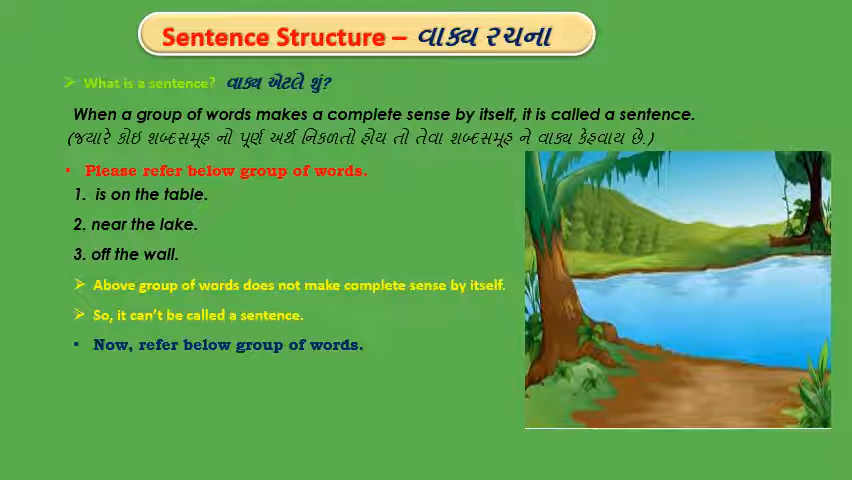 Sentence Structure – વાક્ય રચના
➢ What is a sentence? વાક્ય એટલે શું?
When a group of words makes a complete sense by itself, it is called a sentence.
(જ્યારે કોઇ શબ્દસમૂહ નો પૂર્ણ અર્થ નિકળતો હોય તો તેવા શબ્દસમૂહ ને વાક્ય કેહવાય છે.)
▪ Please refer below group of words.
1. is on the table.
2. near the lake.
3. off the wall.
➢ Above group of words does not make complete sense by itself.
➢ So, it can't be called a sentence.
▪ Now, refer below group of words.